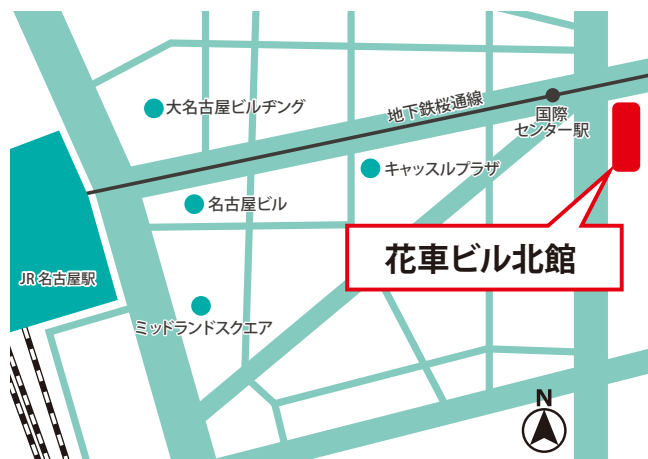 大名古屋ビルヂング
地下鉄桜通線
国際
センター駅
キャッスルプラザ
名古屋ビル
花車ビル北館
JR 名古屋駅
ミッドランドスクエア
N